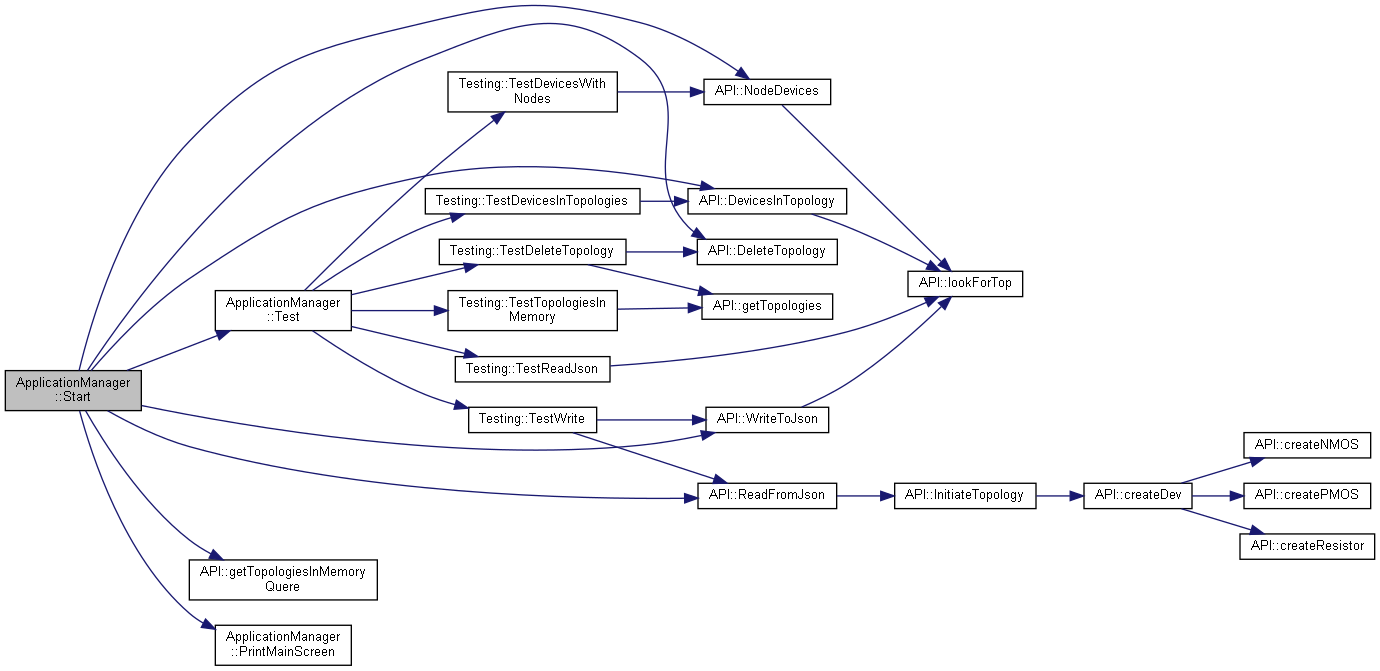 Testing::TestDevicesWith
Nodes
API::NodeDevices
Testing::TestDevicesInTopologies
API::DevicesInTopology
Testing::TestDeleteTopology
API::DeleteTopology
API::lookForTop
ApplicationManager
::Test
Testing::TestTopologiesIn
Memory
API::getTopologies
Testing::TestReadJson
ApplicationManager
::Start
Testing::TestWrite
API::WriteToJson
API::createNMOS
API::ReadFromJson
API::InitiateTopology
API::createDev
API::createPMOS
API::createResistor
API::getTopologiesInMemory
Quere
ApplicationManager
::PrintMainScreen